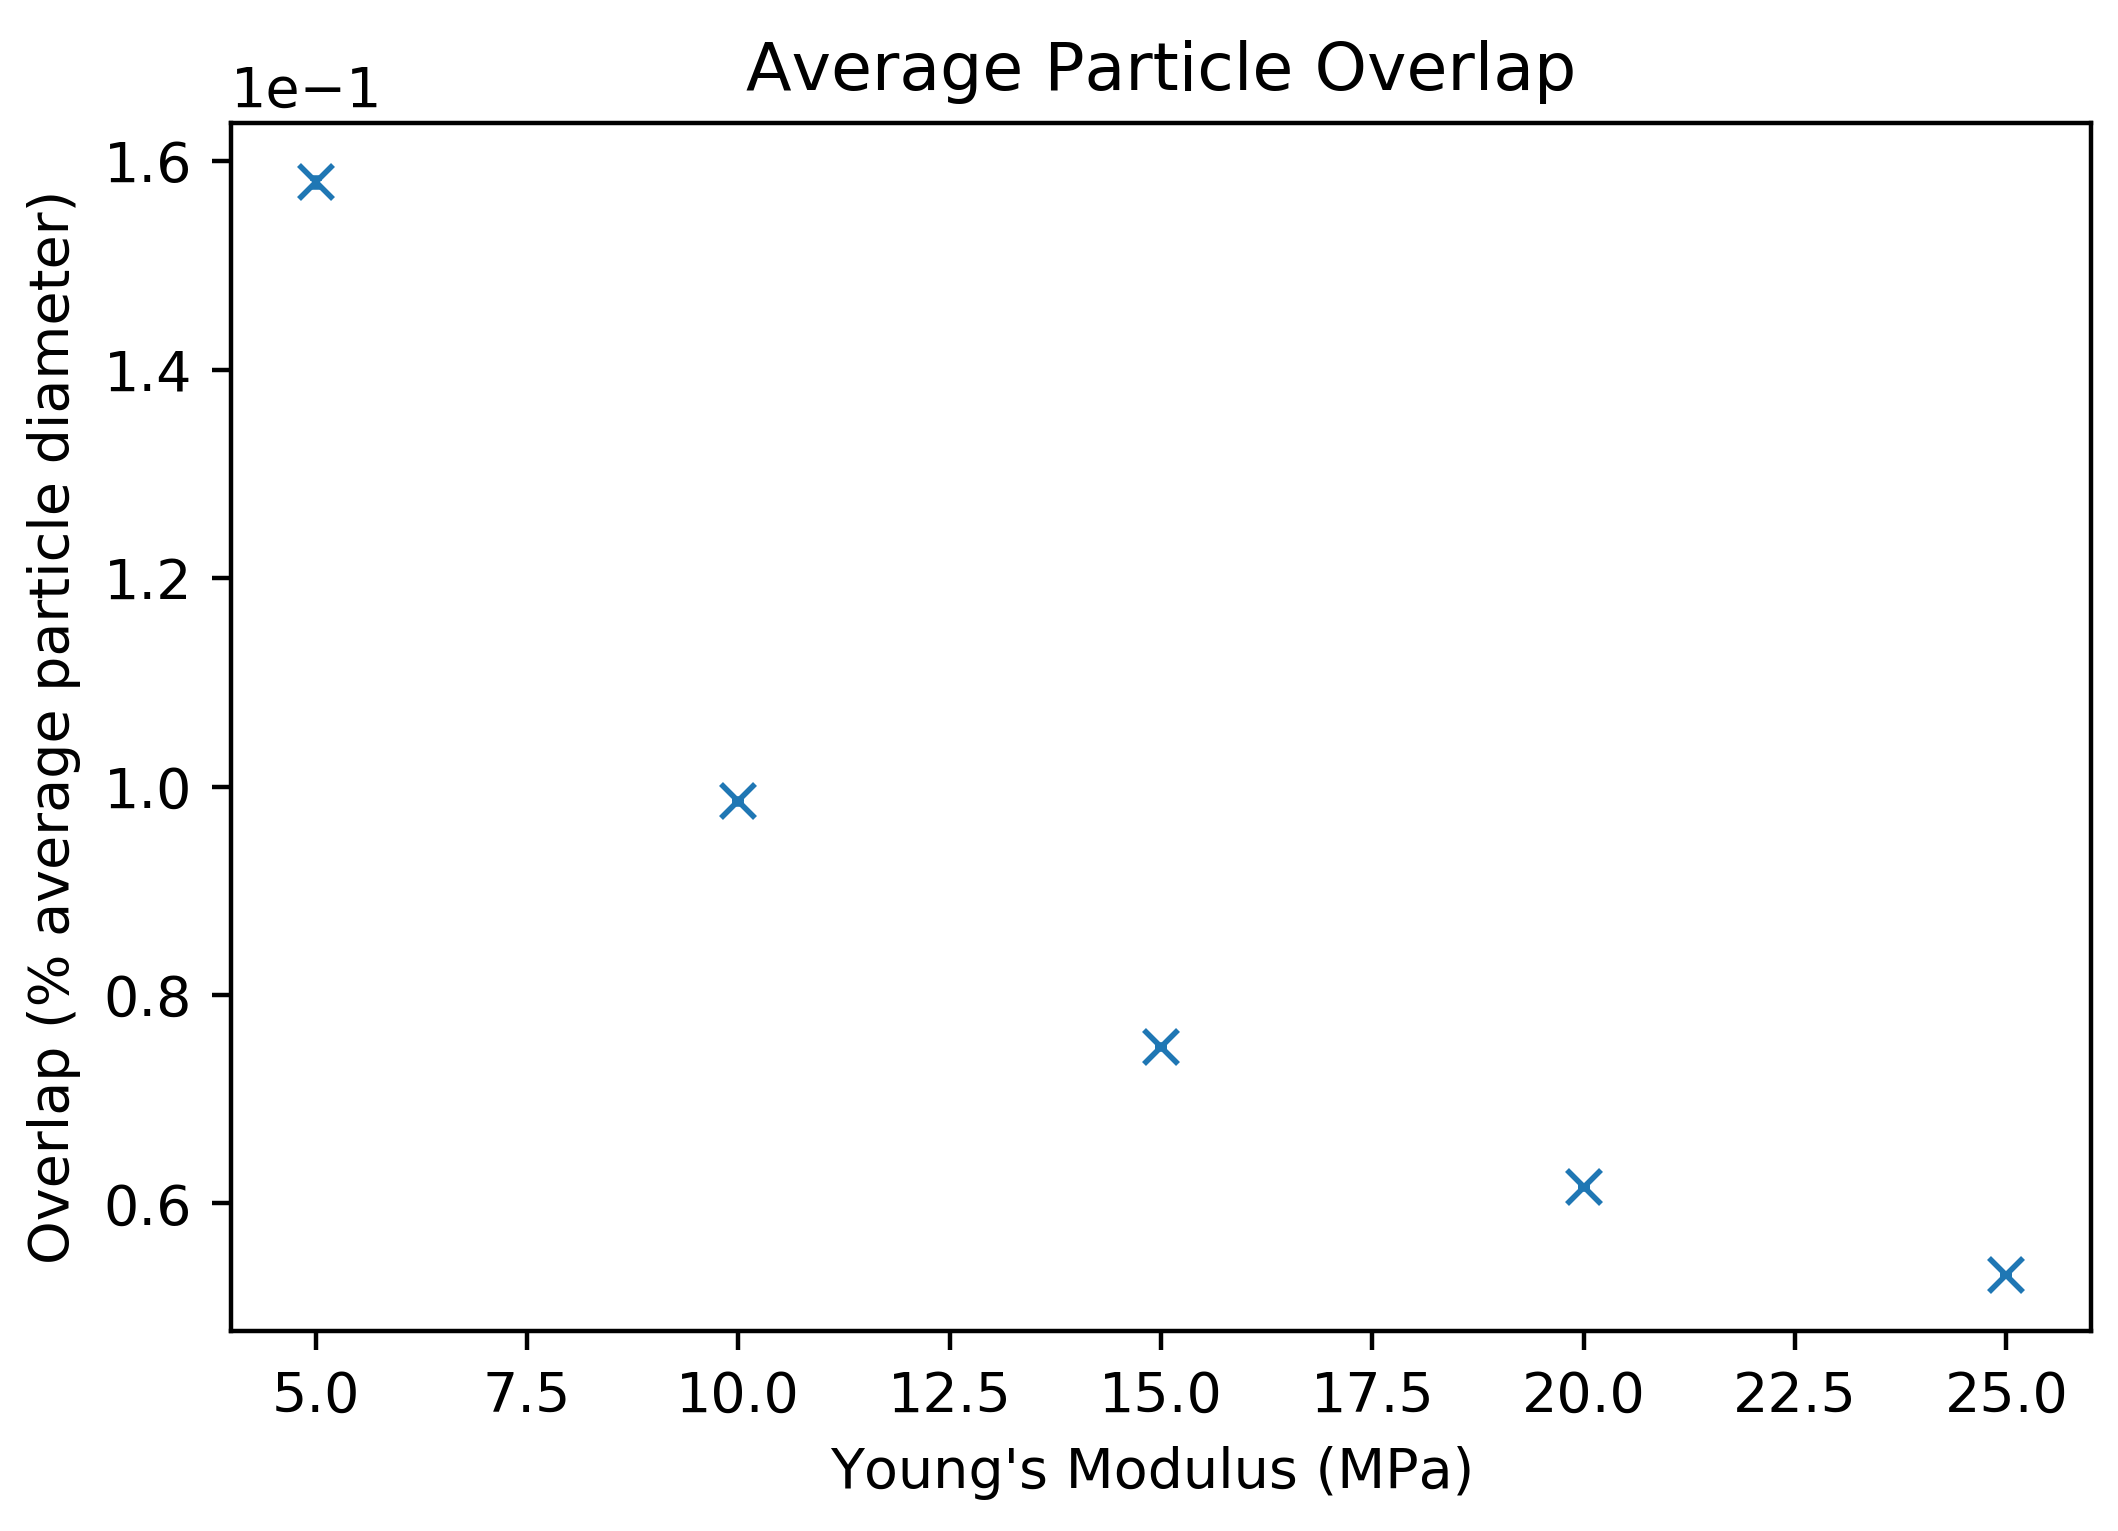 Average Particle Overlap
1e−1
1.6
1.4
1.2
1.0
0.8
0.6
Overlap (% average particle diameter)
5.0 7.5 10.0 12.5 15.0 17.5 20.0 22.5 25.0
Young's Modulus (MPa)